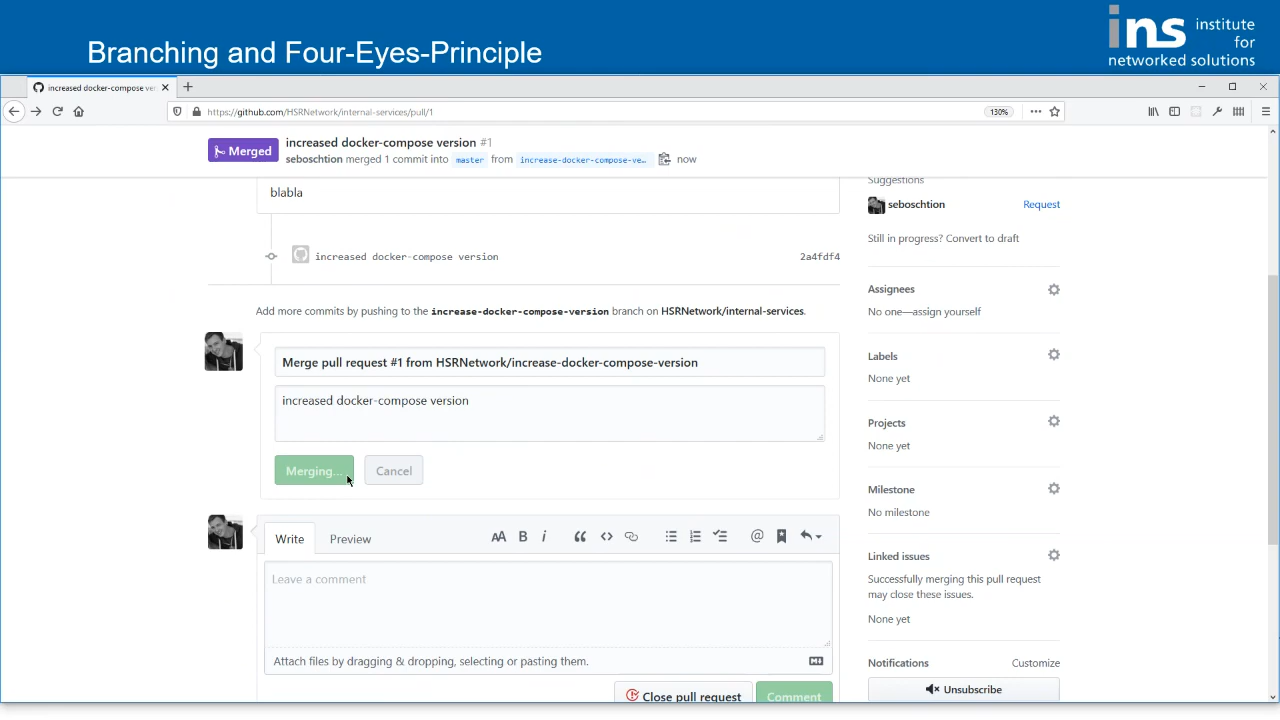 Branching and Four-Eyes-Principle
ins institute
for
networked solutions
increased docker-compose ve
https://github.com/HSRNetwork/internal-services/pull/1
130%
Merged
increased docker-compose version #1
seboschtion merged 1 commit into master from increase-docker-compose-ve… now
Suggestions
blabla
seboschtion Request
Still in progress? Convert to draft
increased docker-compose version 2a4fdf4
Assignees
Add more commits by pushing to the increase-docker-compose-version branch on HSRNetwork/internal-services.
No one—assign yourself
Labels
Merge pull request #1 from HSRNetwork/increase-docker-compose-version
None yet
increased docker-compose version
Projects
None yet
Merging... Cancel
Milestone
No milestone
Write Preview
AA B i
Linked issues
Leave a comment
Successfully merging this pull request
may close these issues.
None yet
Attach files by dragging & dropping, selecting or pasting them.
Notifications Customize
Unsubscribe
Close pull request Comment